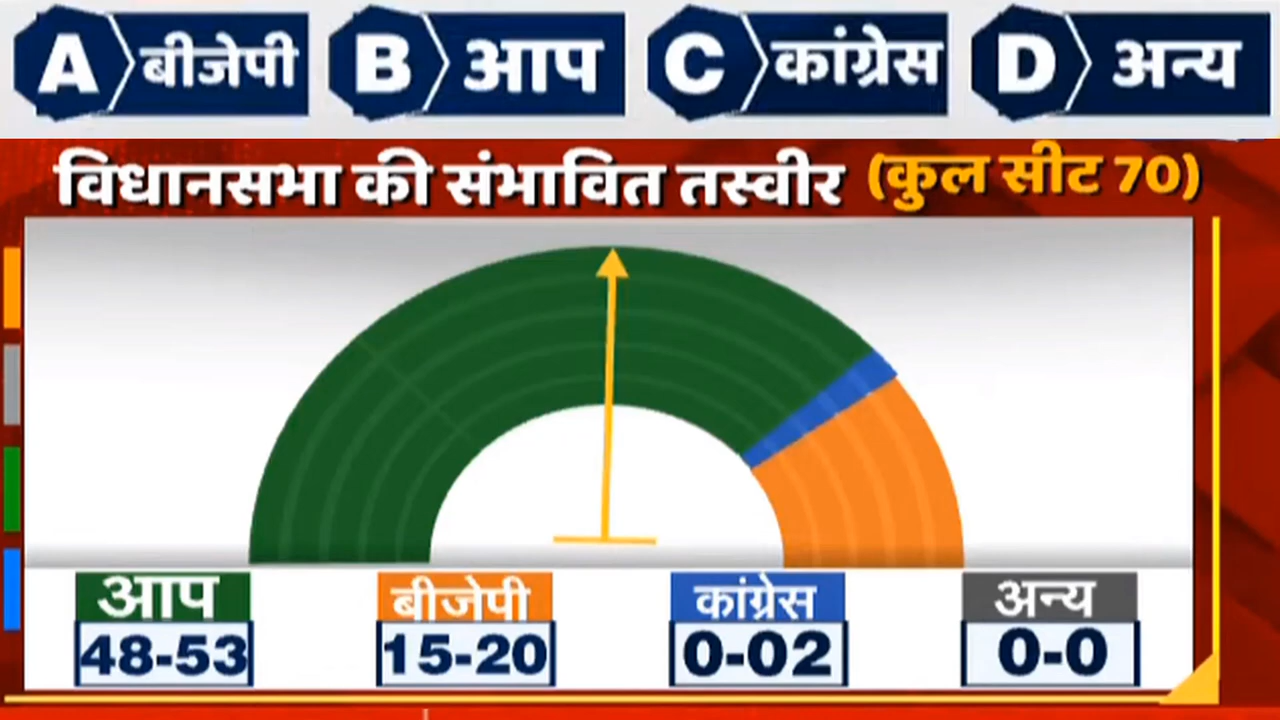 A बीजेपी B आप C कांग्रेस D अन्य
विधानसभा की संभावित तस्वीर (कुल सीट 70)
आप बीजेपी कांग्रेस अन्य
48-53 15-20 0-02 0-0